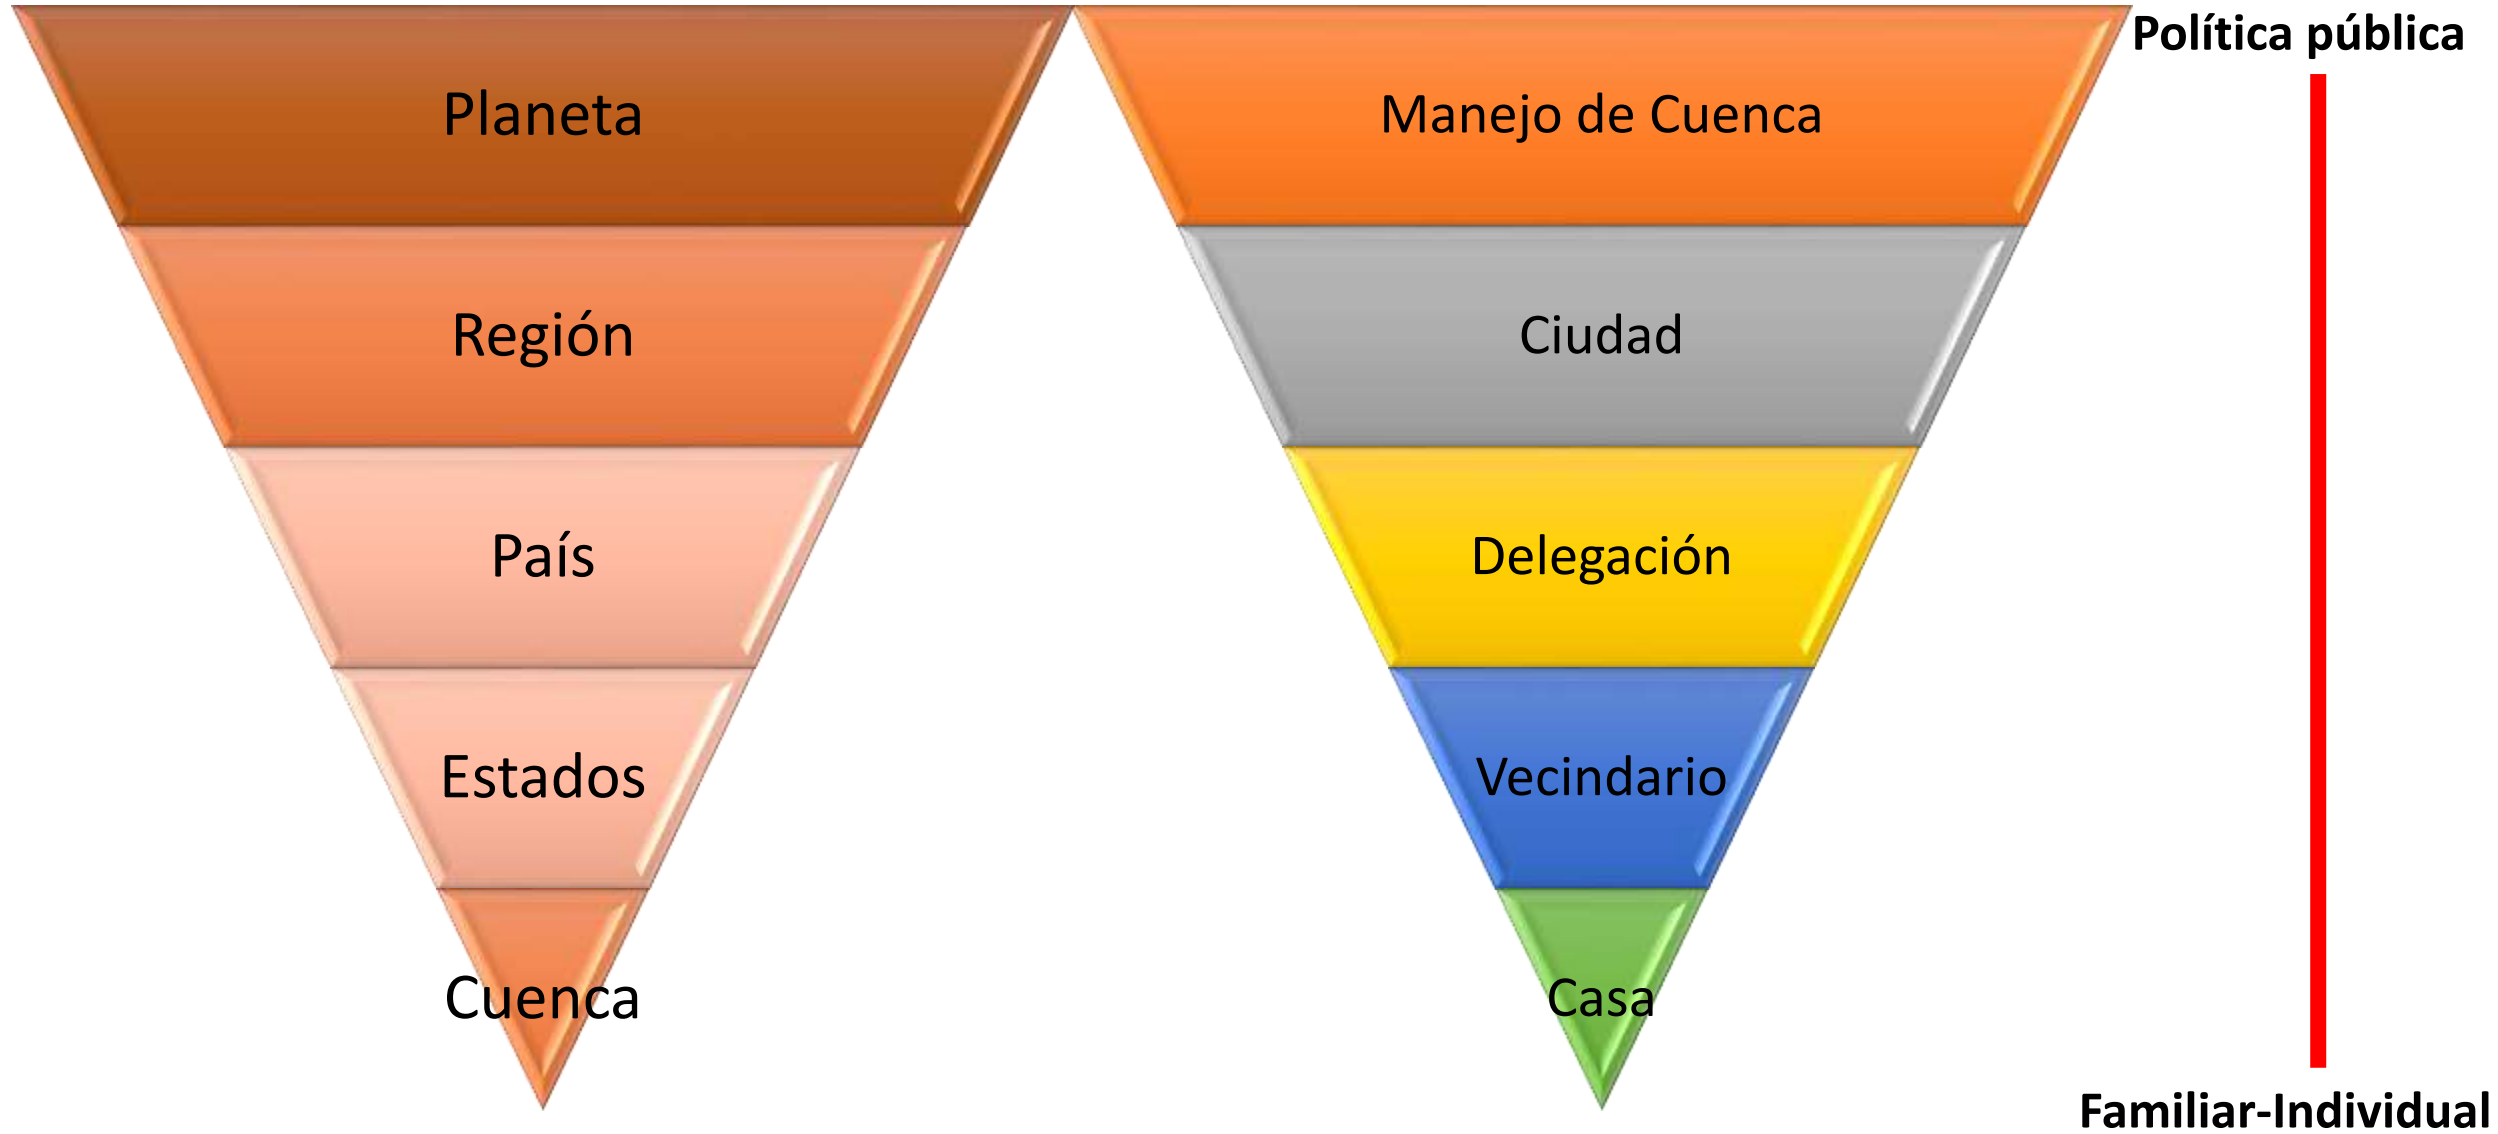 Planeta
Región
País
Estados
Cuenca
Manejo de Cuenca
Ciudad
Delegación
Vecindario
Casa
Política pública
Familiar-Individual